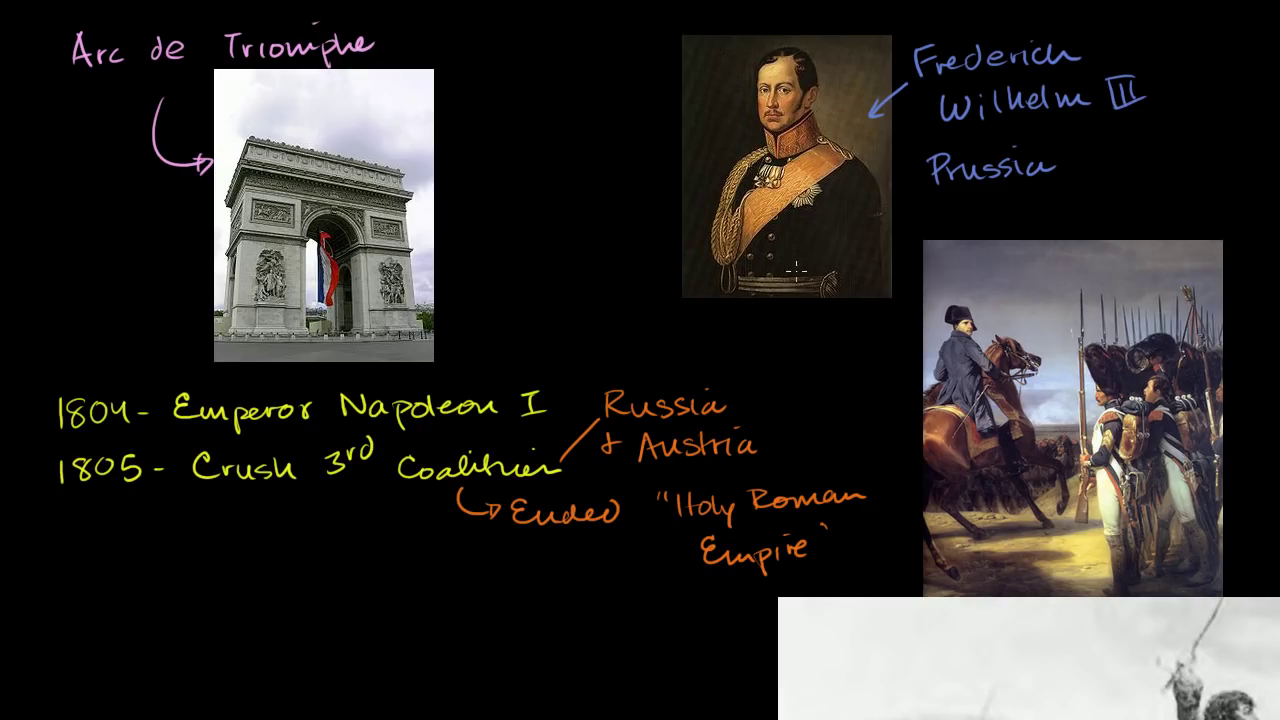 Arc de Triomphe
Frederich
Wilhelm III
Prussia
1804 - Emperor Napoleon I
1805 - Crush 3rd Coalition
Russia
& Austria
Ended "Holy Roman
Empire"